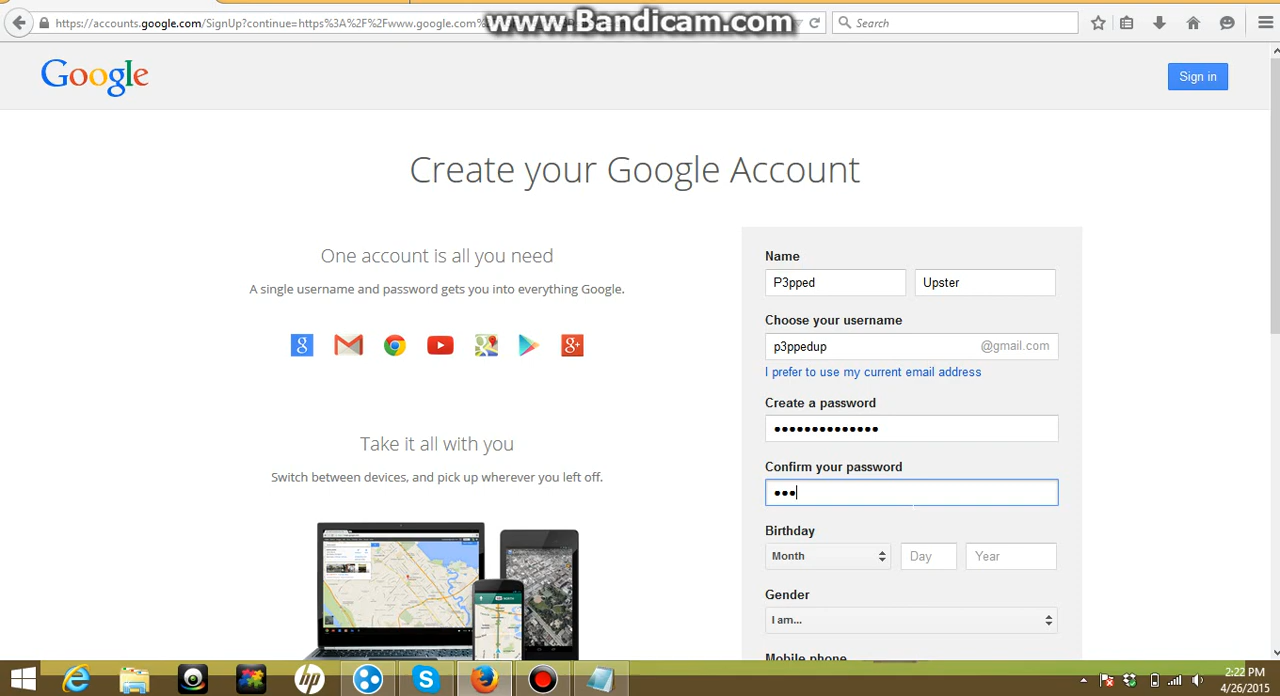 https://accounts.google.com/SignUp?continue=https%3A%2F%2Fwww.google.com%
www.Bandicam.com
Search
Google
Sign in
Create your Google Account
One account is all you need
A single username and password gets you into everything Google.
Take it all with you
Switch between devices, and pick up wherever you left off.
Name
P3pped
Upster
Choose your username
p3ppedup
@gmail.com
I prefer to use my current email address
Create a password
Confirm your password
Birthday
Month
Day
Year
Gender
I am...
Mobile phone
2:22 PM
4/26/2015